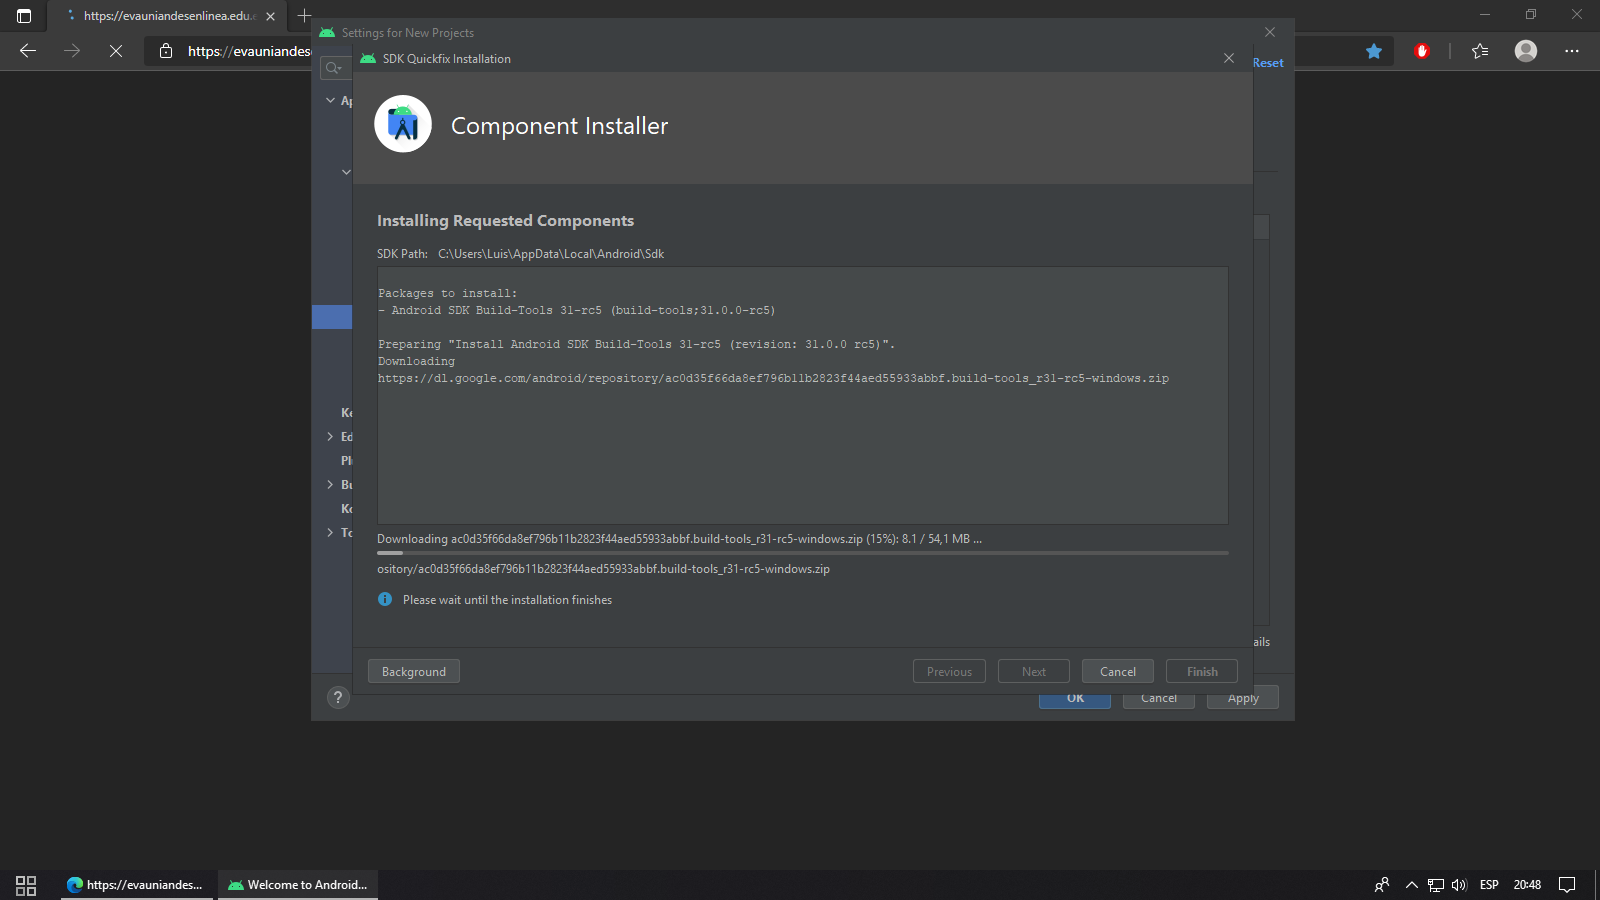 https://evauniandesenlinea.edu.e
Settings for New Projects
https://evauniandes
SDK Quickfix Installation
Reset
Component Installer
Ap
Installing Requested Components
SDK Path: C:\Users\Luis\AppData\Local\Android\Sdk
Packages to install:
- Android SDK Build-Tools 31-rc5 (build-tools;31.0.0-rc5)
Preparing "Install Android SDK Build-Tools 31-rc5 (revision: 31.0.0 rc5)".
Downloading
https://dl.google.com/android/repository/ac0d35f66da8ef796b11b2823f44aed55933abbf.build-tools_r31-rc5-windows.zip
Ke
Ed
Pl
Bu
Ko
To
Downloading ac0d35f66da8ef796b11b2823f44aed55933abbf.build-tools_r31-rc5-windows.zip (15%): 8.1 / 54,1 MB ...
ository/ac0d35f66da8ef796b11b2823f44aed55933abbf.build-tools_r31-rc5-windows.zip
Please wait until the installation finishes
ails
Background Previous Next Cancel Finish
? OK Cancel Apply
https://evauniandes... Welcome to Android... ESP 20:48